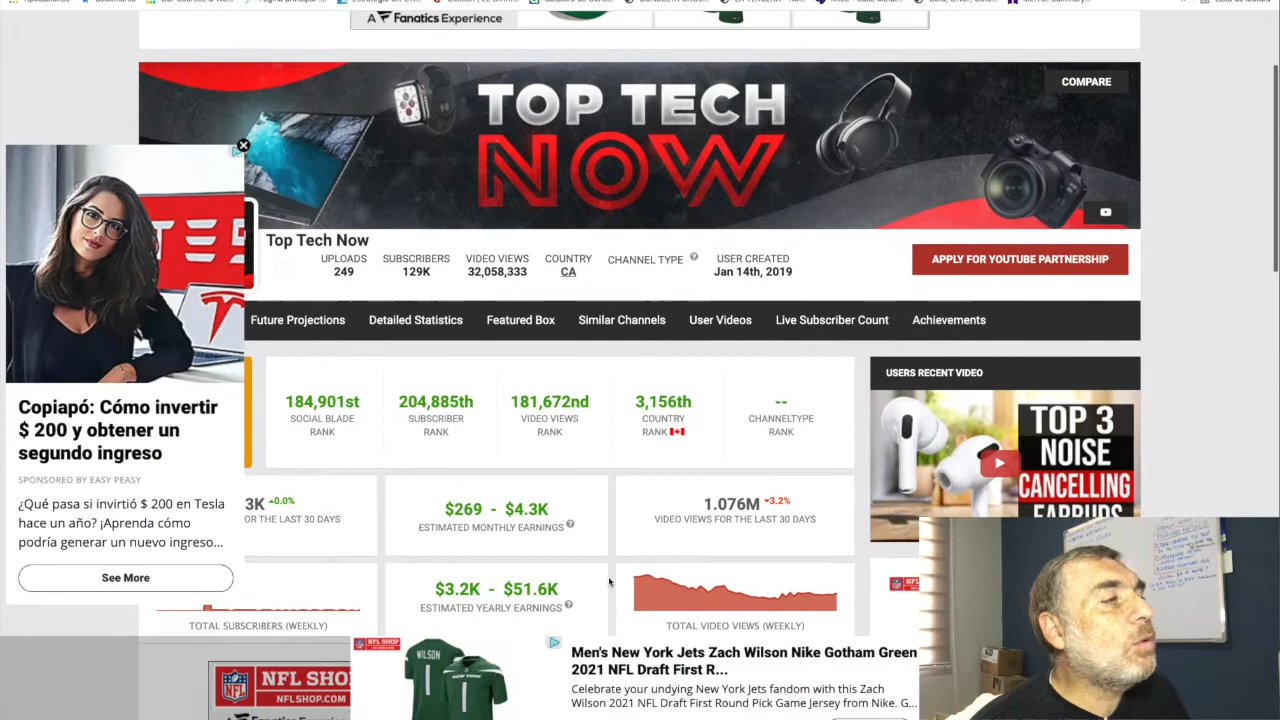 Fanatics Experience
TOP TECH
NOW
COMPARE
Top Tech Now
UPLOADS
249
SUBSCRIBERS
129K
VIDEO VIEWS
32,058,333
COUNTRY
CA
CHANNEL TYPE
USER CREATED
Jan 14th, 2019
APPLY FOR YOUTUBE PARTNERSHIP
Future Projections
Detailed Statistics
Featured Box
Similar Channels
User Videos
Live Subscriber Count
Achievements
184,901st
SOCIAL BLADE
RANK
204,885th
SUBSCRIBER
RANK
181,672nd
VIDEO VIEWS
RANK
3,156th
COUNTRY
RANK
--
CHANNELTYPE
RANK
USERS RECENT VIDEO
TOP 3
NOISE
CANCELLING
EARBUDS
3K 0.0%
OR THE LAST 30 DAYS
$269 - $4.3K
ESTIMATED MONTHLY EARNINGS
1.076M 3.2%
VIDEO VIEWS FOR THE LAST 30 DAYS
$3.2K - $51.6K
ESTIMATED YEARLY EARNINGS
TOTAL SUBSCRIBERS (WEEKLY)
TOTAL VIDEO VIEWS (WEEKLY)
Copiapó: Cómo invertir
$ 200 y obtener un
segundo ingreso
SPONSORED BY EASY PEASY
¿Qué pasa si invirtió $ 200 en Tesla
hace un año? ¡Aprenda cómo
podría generar un nuevo ingreso...
See More
NFL SHOP
NFLSHOP.COM
NFL SHOP
WILSON
1
1
Men's New York Jets Zach Wilson Nike Gotham Green
2021 NFL Draft First R...
Celebrate your undying New York Jets fandom with this Zach
Wilson 2021 NFL Draft First Round Pick Game Jersey from Nike. G...